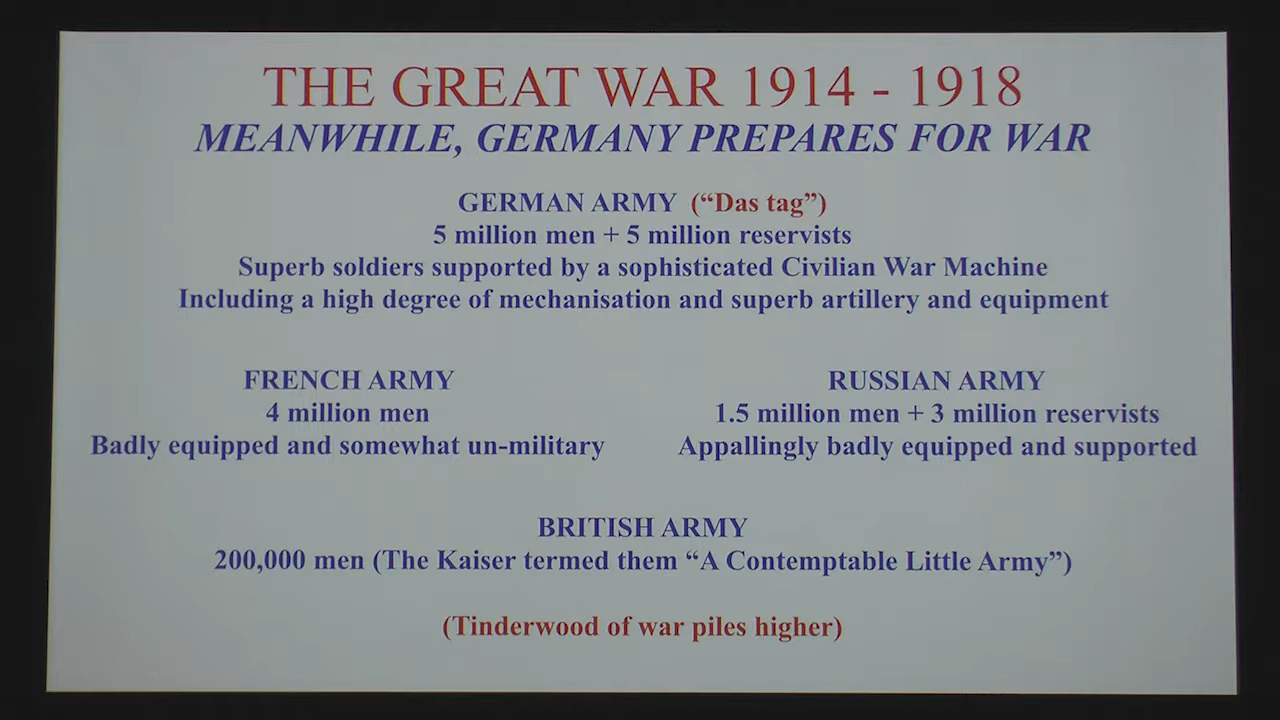 THE GREAT WAR 1914 - 1918
MEANWHILE, GERMANY PREPARES FOR WAR
GERMAN ARMY (“Das tag”)
5 million men + 5 million reservists
Superb soldiers supported by a sophisticated Civilian War Machine
Including a high degree of mechanisation and superb artillery and equipment
FRENCH ARMY
4 million men
Badly equipped and somewhat un-military
RUSSIAN ARMY
1.5 million men + 3 million reservists
Appallingly badly equipped and supported
BRITISH ARMY
200,000 men (The Kaiser termed them “A Contemptable Little Army”)
(Tinderwood of war piles higher)